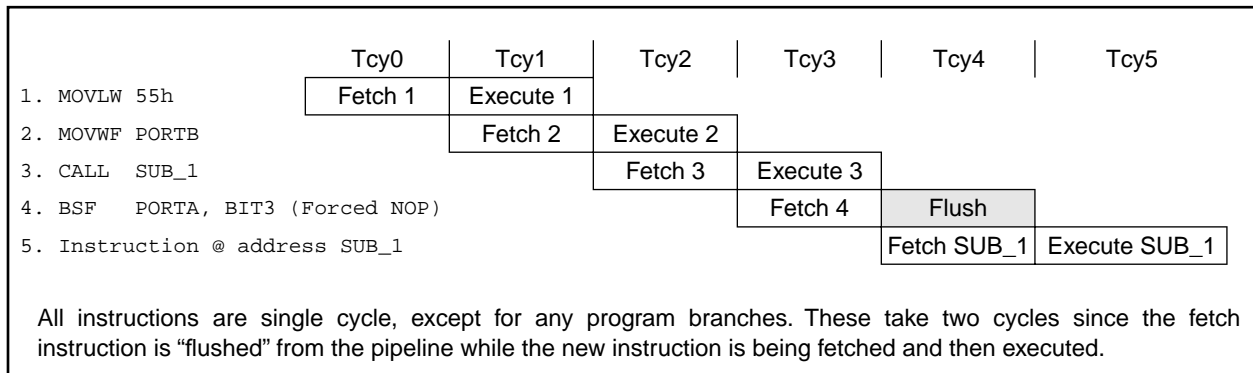 Tcy0 Tcy1 Tcy2 Tcy3 Tcy4 Tcy5
1. MOVLW 55h Fetch 1 Execute 1
2. MOVWF PORTB Fetch 2 Execute 2
3. CALL SUB_1 Fetch 3 Execute 3
4. BSF PORTA, BIT3 (Forced NOP) Fetch 4 Flush
5. Instruction @ address SUB_1 Fetch SUB_1 Execute SUB_1
All instructions are single cycle, except for any program branches. These take two cycles since the fetch
instruction is “flushed” from the pipeline while the new instruction is being fetched and then executed.